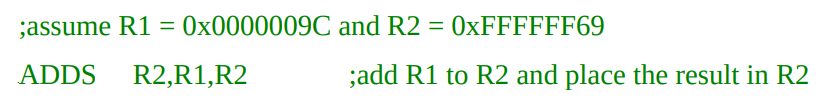 ;assume R1 = 0x0000009C and R2 = 0xFFFFFF69
ADDS R2,R1,R2 ;add R1 to R2 and place the result in R2